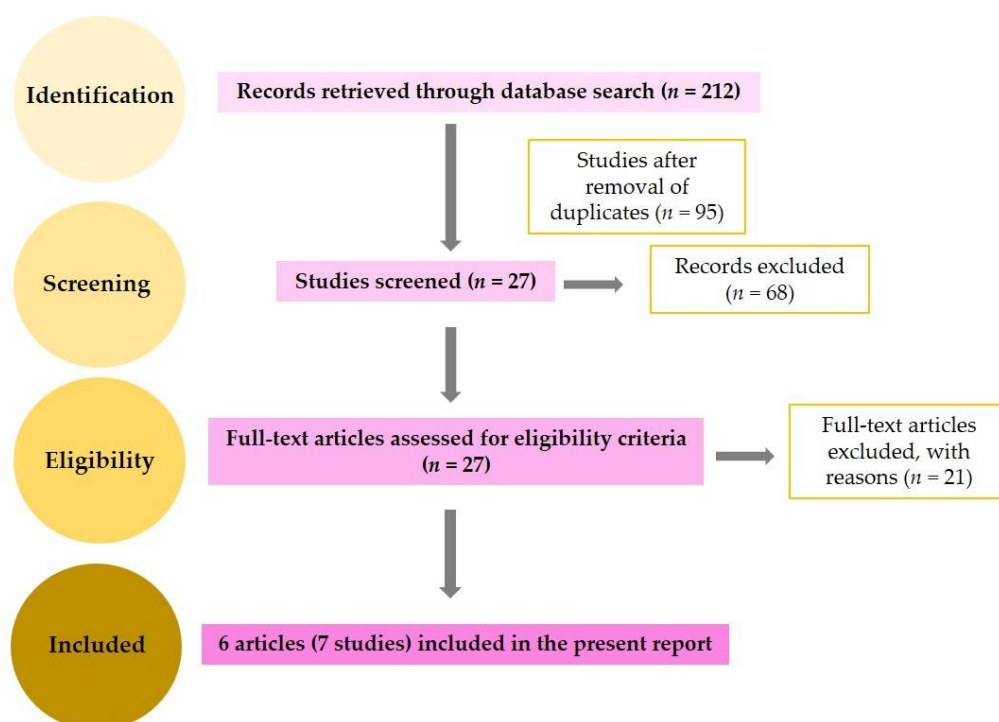 Identification
Records retrieved through database search (n = 212)
Studies after
removal of
duplicates (n = 95)
Screening
Studies screened (n = 27)
Records excluded
(n = 68)
Eligibility
Full-text articles assessed for eligibility criteria
(n = 27)
Full-text articles
excluded, with
reasons (n = 21)
Included
6 articles (7 studies) included in the present report